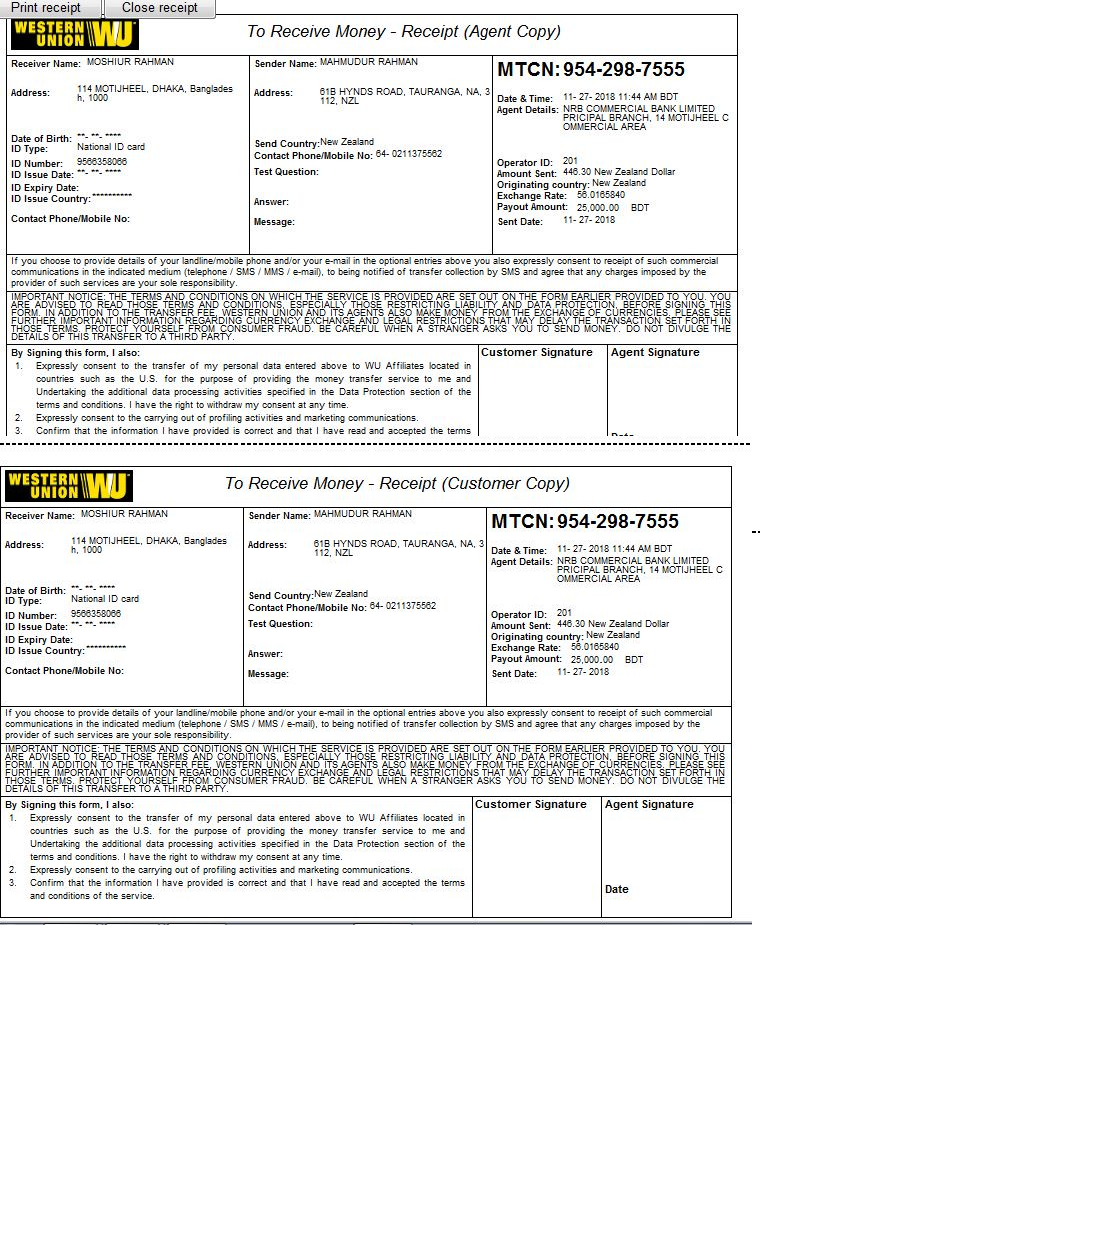 Print receipt Close receipt
WESTERN UNION WU
To Receive Money - Receipt (Agent Copy)
Receiver Name: MOSHIUR RAHMAN
Address: 114 MOTIJHEEL, DHAKA, Banglades
h, 1000
Date of Birth: **- **- ****
ID Type: National ID card
ID Number: 9566358066
ID Issue Date: **- **- ****
ID Expiry Date:
ID Issue Country: **********
Contact Phone/Mobile No:
Sender Name: MAHMUDUR RAHMAN
Address: 61B HYNDS ROAD, TAURANGA, NA, 3
112, NZL
Send Country: New Zealand
Contact Phone/Mobile No: 64- 0211375562
Test Question:
Answer:
Message:
MTCN: 954-298-7555
Date & Time: 11- 27- 2018 11:44 AM BDT
Agent Details: NRB COMMERCIAL BANK LIMITED
PRICIPAL BRANCH, 14 MOTIJHEEL C
OMMERCIAL AREA
Operator ID: 201
Amount Sent: 446.30 New Zealand Dollar
Originating country: New Zealand
Exchange Rate: 56.0165840
Payout Amount: 25,000.00 BDT
Sent Date: 11- 27- 2018
If you choose to provide details of your landline/mobile phone and/or your e-mail in the optional entries above you also expressly consent to receipt of such commercial
communications in the indicated medium (telephone / SMS / MMS / e-mail), to being notified of transfer collection by SMS and agree that any charges imposed by the
provider of such services are your sole responsibility.
IMPORTANT NOTICE: THE TERMS AND CONDITIONS ON WHICH THE SERVICE IS PROVIDED ARE SET OUT ON THE FORM EARLIER PROVIDED TO YOU. YOU
ARE ADVISED TO READ THOSE TERMS AND CONDITIONS, ESPECIALLY THOSE RESTRICTING LIABILITY AND DATA PROTECTION, BEFORE SIGNING THIS
FORM. IN ADDITION TO THE TRANSFER FEE, WESTERN UNION AND ITS AGENTS ALSO MAKE MONEY FROM THE EXCHANGE OF CURRENCIES. PLEASE SEE
FURTHER IMPORTANT INFORMATION REGARDING CURRENCY EXCHANGE AND LEGAL RESTRICTIONS THAT MAY DELAY THE TRANSACTION SET FORTH IN
THOSE TERMS. PROTECT YOURSELF FROM CONSUMER FRAUD. BE CAREFUL WHEN A STRANGER ASKS YOU TO SEND MONEY. DO NOT DIVULGE THE
DETAILS OF THIS TRANSFER TO A THIRD PARTY.
By Signing this form, I also:
1. Expressly consent to the transfer of my personal data entered above to WU Affiliates located in
countries such as the U.S. for the purpose of providing the money transfer service to me and
Undertaking the additional data processing activities specified in the Data Protection section of the
terms and conditions. I have the right to withdraw my consent at any time.
2. Expressly consent to the carrying out of profiling activities and marketing communications.
3. Confirm that the information I have provided is correct and that I have read and accepted the terms
Customer Signature
Agent Signature
WESTERN UNION WU
To Receive Money - Receipt (Customer Copy)
Receiver Name: MOSHIUR RAHMAN
Address: 114 MOTIJHEEL, DHAKA, Banglades
h, 1000
Date of Birth: **- **- ****
ID Type: National ID card
ID Number: 9566358066
ID Issue Date: **- **- ****
ID Expiry Date:
ID Issue Country: **********
Contact Phone/Mobile No:
Sender Name: MAHMUDUR RAHMAN
Address: 61B HYNDS ROAD, TAURANGA, NA, 3
112, NZL
Send Country: New Zealand
Contact Phone/Mobile No: 64- 0211375562
Test Question:
Answer:
Message:
MTCN: 954-298-7555
Date & Time: 11- 27- 2018 11:44 AM BDT
Agent Details: NRB COMMERCIAL BANK LIMITED
PRICIPAL BRANCH, 14 MOTIJHEEL C
OMMERCIAL AREA
Operator ID: 201
Amount Sent: 446.30 New Zealand Dollar
Originating country: New Zealand
Exchange Rate: 56.0165840
Payout Amount: 25,000.00 BDT
Sent Date: 11- 27- 2018
If you choose to provide details of your landline/mobile phone and/or your e-mail in the optional entries above you also expressly consent to receipt of such commercial
communications in the indicated medium (telephone / SMS / MMS / e-mail), to being notified of transfer collection by SMS and agree that any charges imposed by the
provider of such services are your sole responsibility.
IMPORTANT NOTICE: THE TERMS AND CONDITIONS ON WHICH THE SERVICE IS PROVIDED ARE SET OUT ON THE FORM EARLIER PROVIDED TO YOU. YOU
ARE ADVISED TO READ THOSE TERMS AND CONDITIONS, ESPECIALLY THOSE RESTRICTING LIABILITY AND DATA PROTECTION, BEFORE SIGNING THIS
FORM. IN ADDITION TO THE TRANSFER FEE, WESTERN UNION AND ITS AGENTS ALSO MAKE MONEY FROM THE EXCHANGE OF CURRENCIES. PLEASE SEE
FURTHER IMPORTANT INFORMATION REGARDING CURRENCY EXCHANGE AND LEGAL RESTRICTIONS THAT MAY DELAY THE TRANSACTION SET FORTH IN
THOSE TERMS. PROTECT YOURSELF FROM CONSUMER FRAUD. BE CAREFUL WHEN A STRANGER ASKS YOU TO SEND MONEY. DO NOT DIVULGE THE
DETAILS OF THIS TRANSFER TO A THIRD PARTY.
By Signing this form, I also:
1. Expressly consent to the transfer of my personal data entered above to WU Affiliates located in
countries such as the U.S. for the purpose of providing the money transfer service to me and
Undertaking the additional data processing activities specified in the Data Protection section of the
terms and conditions. I have the right to withdraw my consent at any time.
2. Expressly consent to the carrying out of profiling activities and marketing communications.
3. Confirm that the information I have provided is correct and that I have read and accepted the terms
and conditions of the service.
Customer Signature
Agent Signature
Date